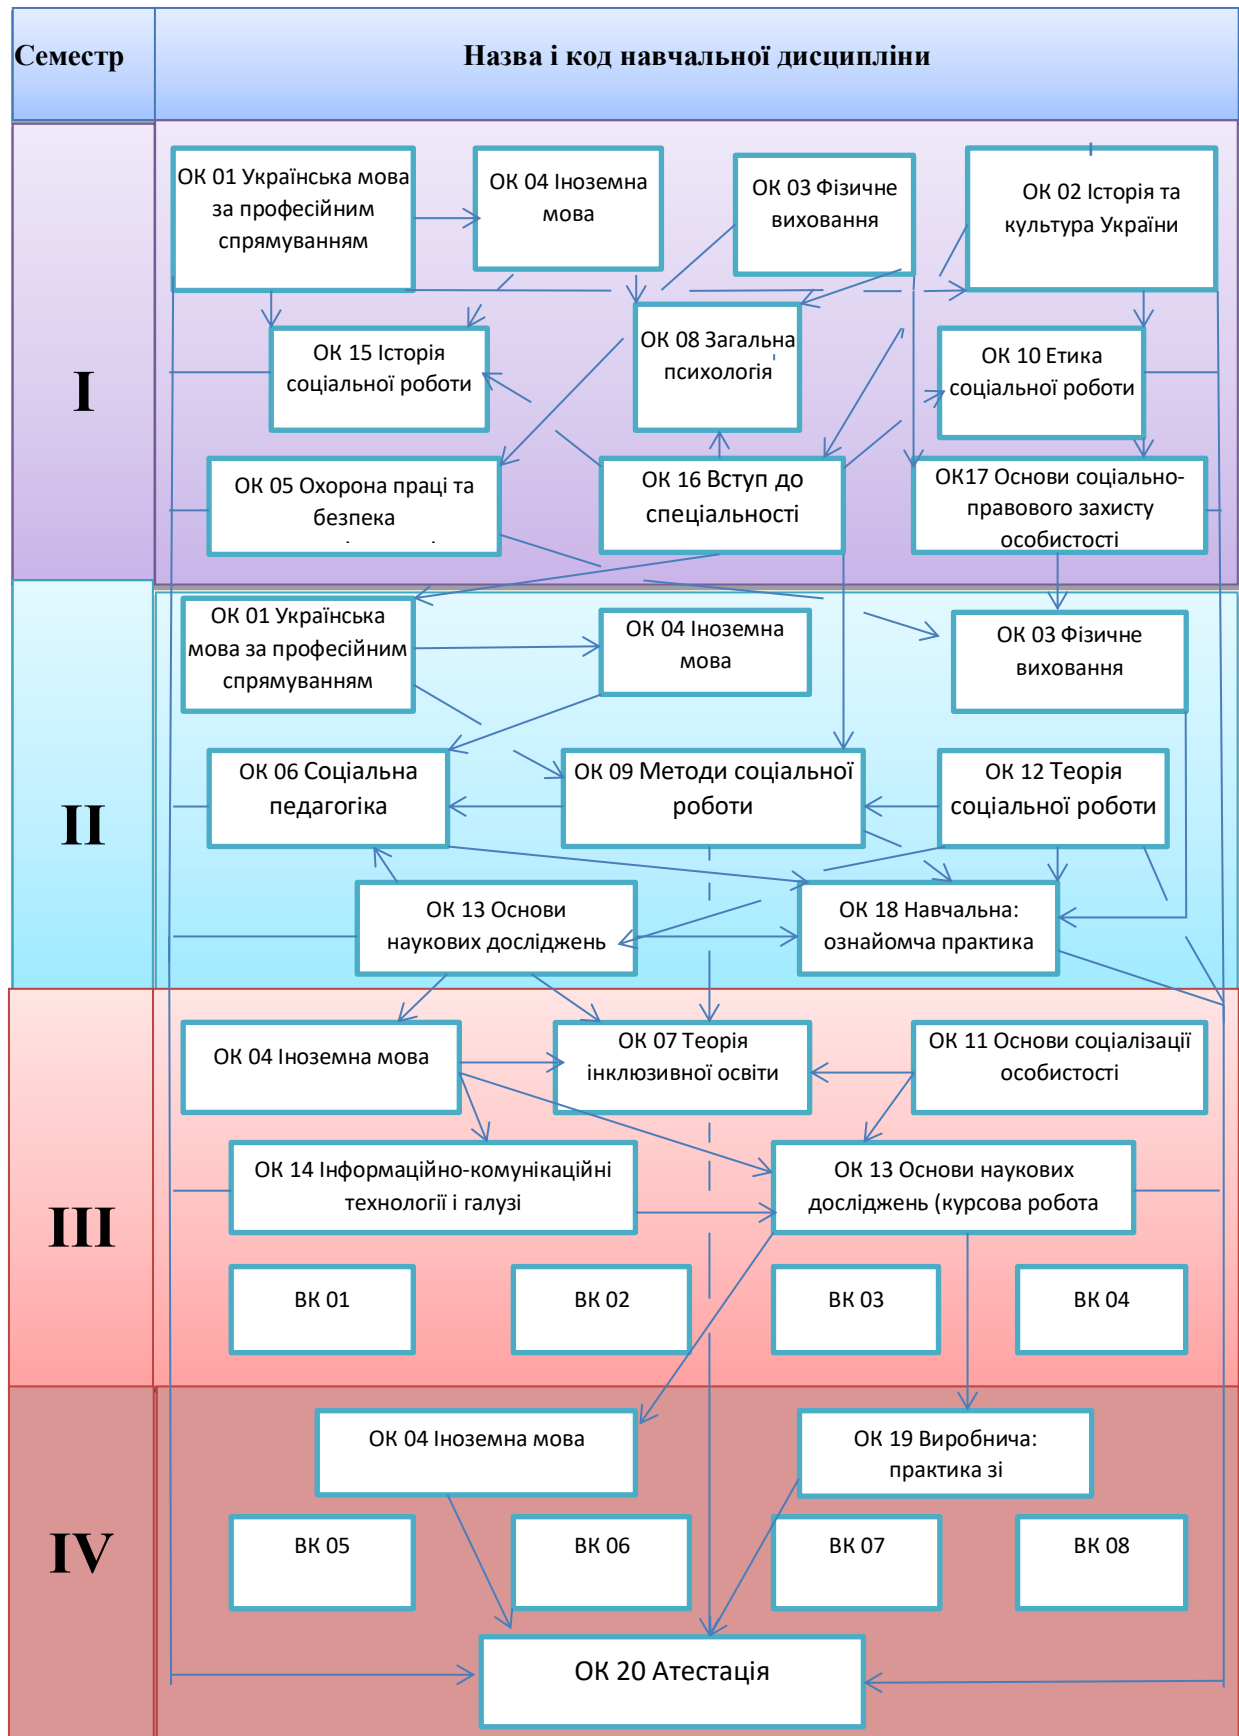 Семестр
Назва і код навчальної дисципліни
I
ОК 01 Українська мова
за професійним
спрямуванням
ОК 04 Іноземна
мова
ОК 03 Фізичне
виховання
ОК 02 Історія та
культура України
ОК 15 Історія
соціальної роботи
ОК 08 Загальна
психологія
ОК 10 Етика
соціальної роботи
ОК 05 Охорона праці та
безпека
ОК 16 Вступ до
спеціальності
ОК17 Основи соціально-
правового захисту
особистості
II
ОК 01 Українська
мова за професійним
спрямуванням
ОК 04 Іноземна
мова
ОК 03 Фізичне
виховання
ОК 06 Соціальна
педагогіка
ОК 09 Методи соціальної
роботи
ОК 12 Теорія
соціальної роботи
ОК 13 Основи
наукових досліджень
ОК 18 Навчальна:
ознайомча практика
III
ОК 04 Іноземна мова
ОК 07 Теорія
інклюзивної освіти
ОК 11 Основи соціалізації
особистості
ОК 14 Інформаційно-комунікаційні
технології і галузі
ОК 13 Основи наукових
досліджень (курсова робота
ВК 01
ВК 02
ВК 03
ВК 04
IV
ОК 04 Іноземна мова
ОК 19 Виробнича:
практика зі
ВК 05
ВК 06
ВК 07
ВК 08
ОК 20 Атестація